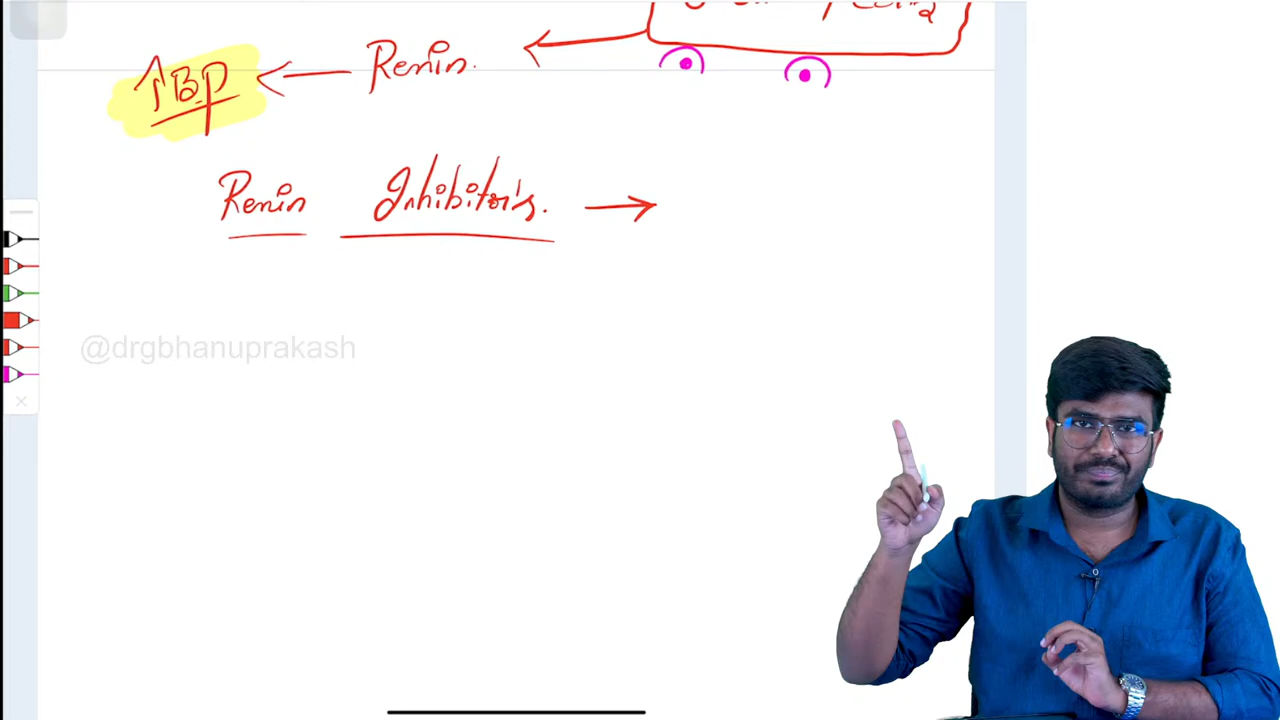 ↑BP ← Renin. ←
Renin Inhibitors. →
@drgbhanuprakash